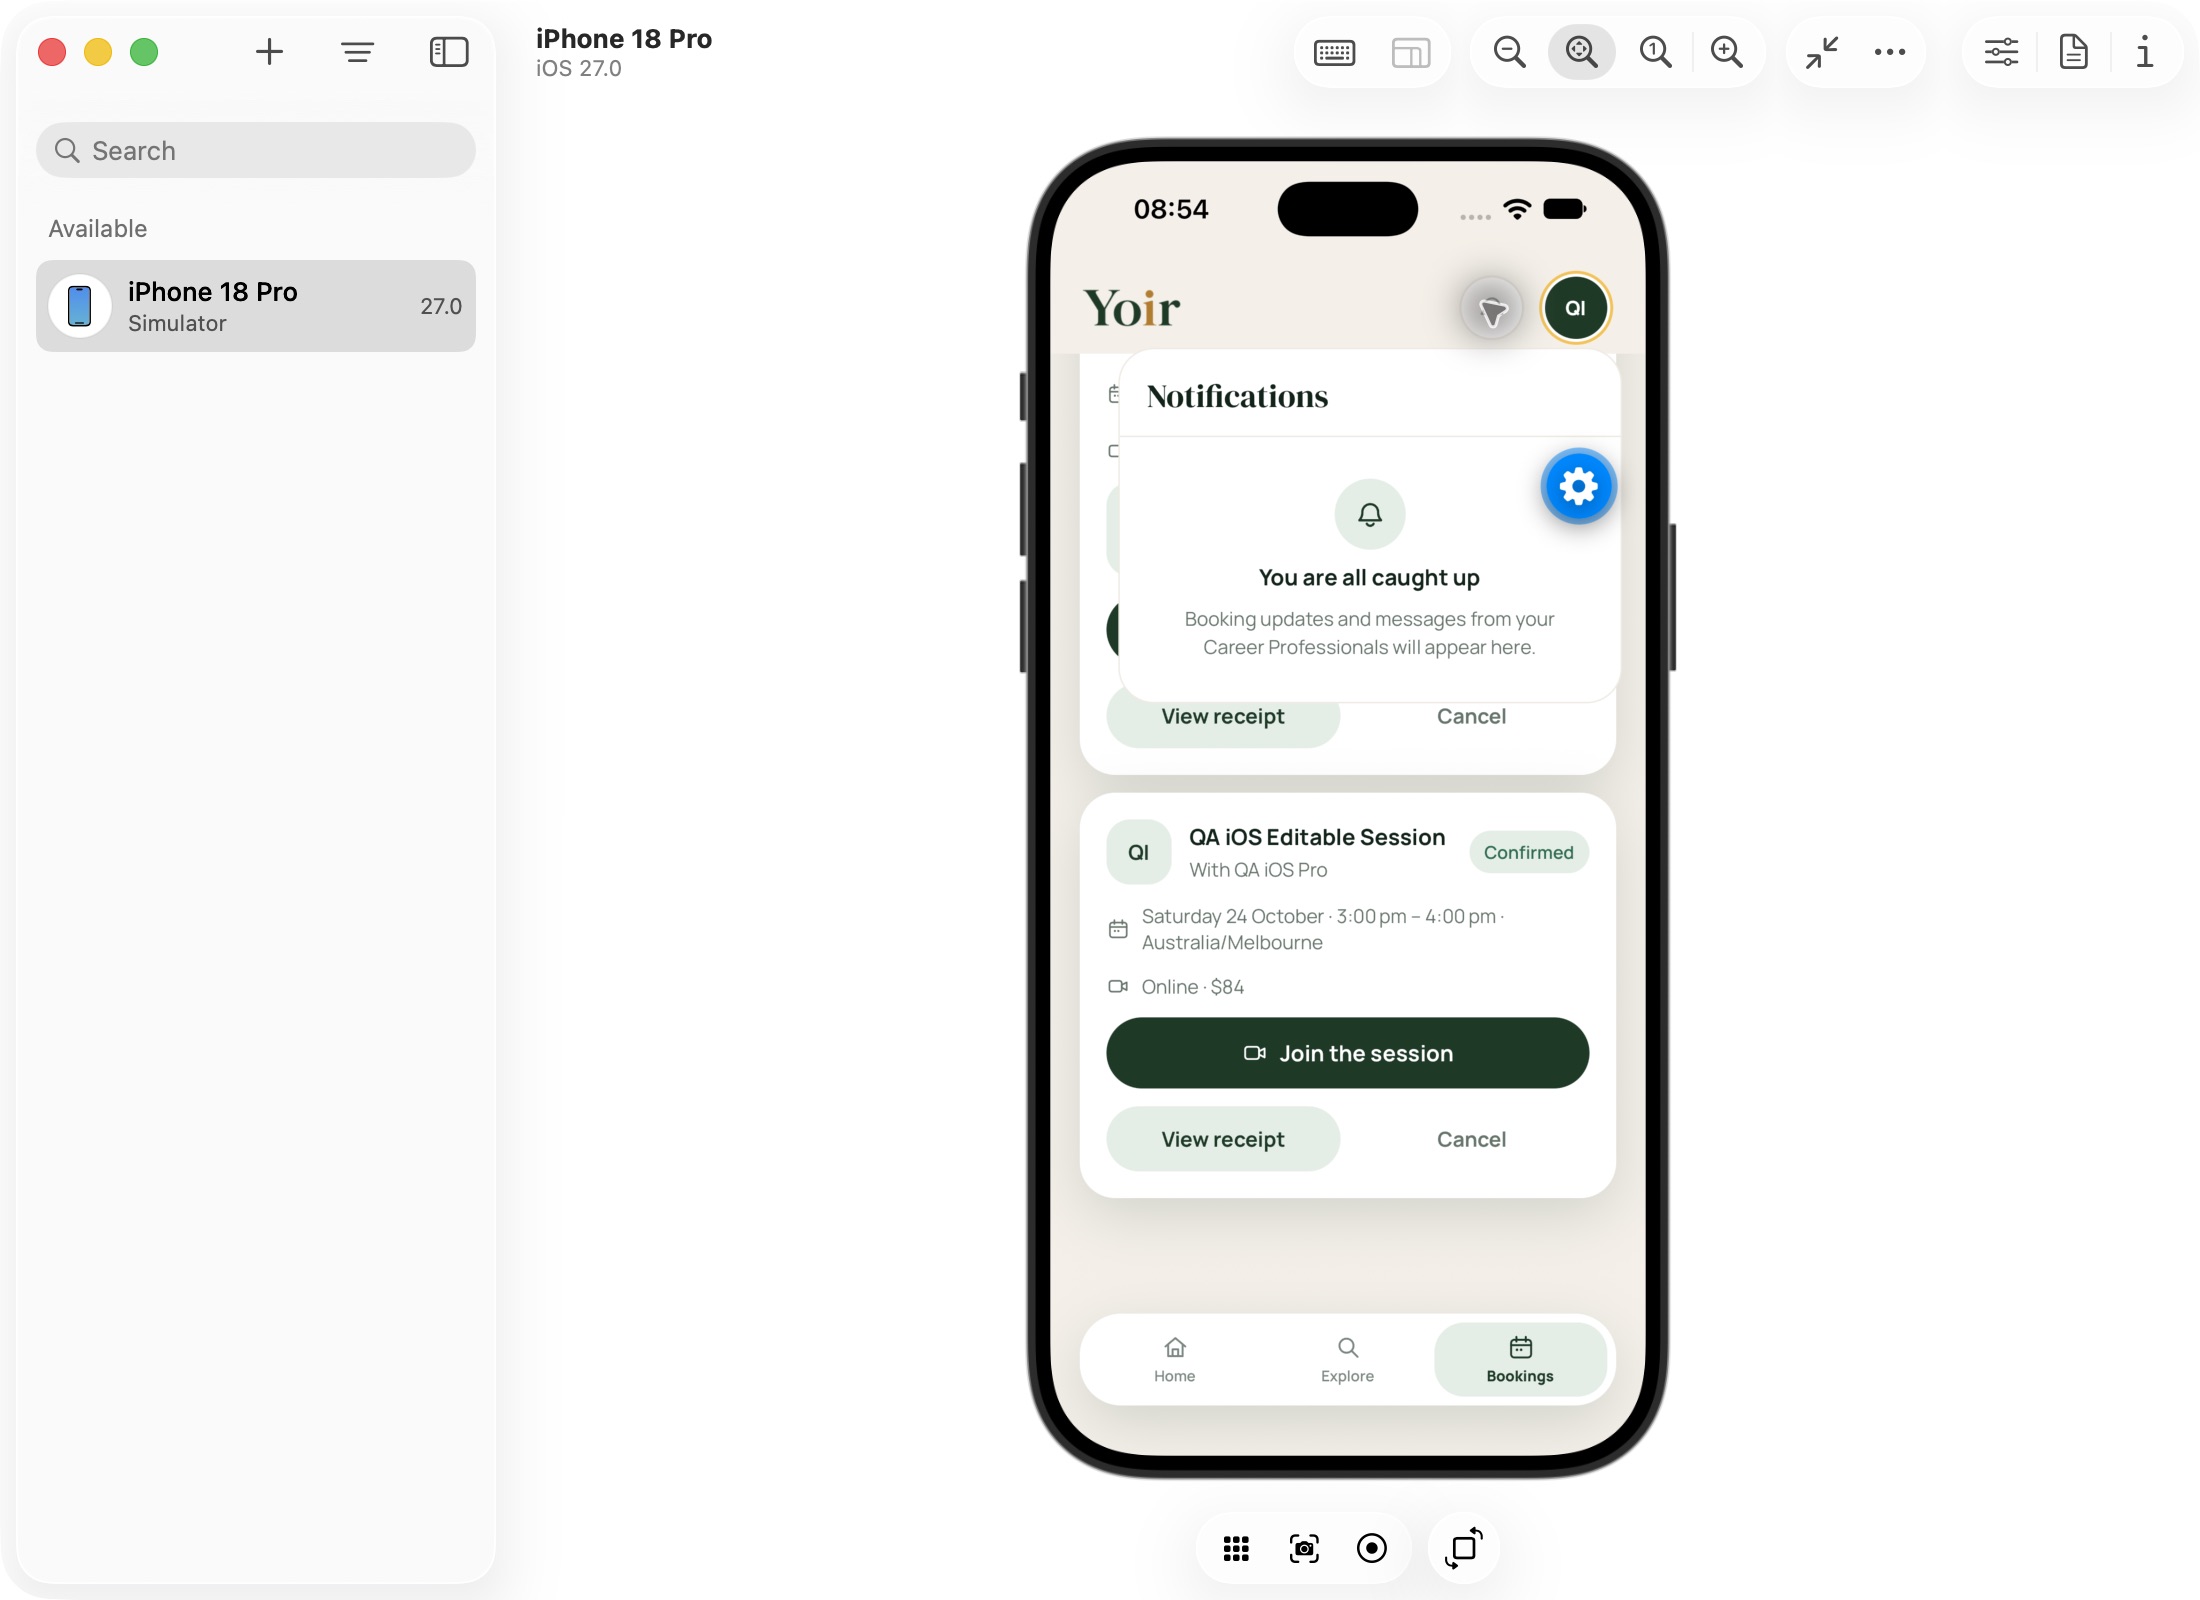 iPhone 18 Pro
iOS 27.0
1
Search
Available
iPhone 18 Pro
Simulator
27.0
08:54
Yoir
QI
Notifications
You are all caught up
Booking updates and messages from your
Career Professionals will appear here.
View receipt
Cancel
QI
QA iOS Editable Session
With QA iOS Pro
Confirmed
Saturday 24 October · 3:00 pm – 4:00 pm ·
Australia/Melbourne
Online · $84
Join the session
View receipt
Cancel
Home
Explore
Bookings